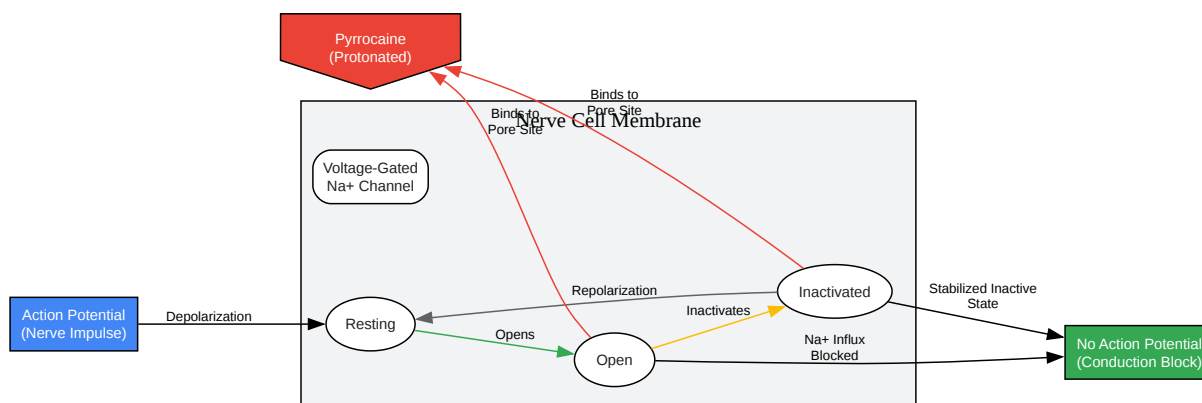 Pyrrocaine
(Protonated)
Binds to
Pore Site
Binds to
Pore Site
Nerve Cell Membrane
Voltage-Gated
Na+ Channel
Action Potential
(Nerve Impulse)
Depolarization
Resting
Repolarization
Opens
Open
Inactivates
Inactivated
Na+ Influx
Blocked
Stabilized Inactive
State
No Action Potential
(Conduction Block)